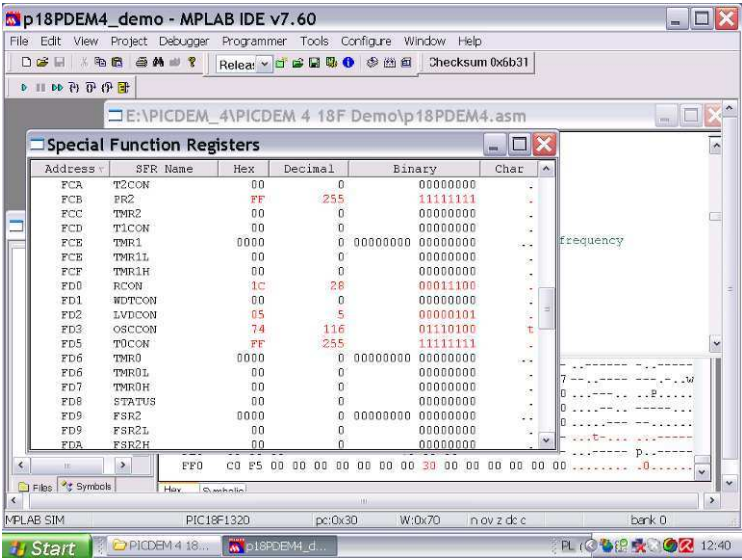 p18PDEM4_demo - MPLAB IDE v7.60
File Edit View Project Debugger Programmer Tools Configure Window Help
Checksum 0x6b31
E:\PICDEM_4\PICDEM 4 18F Demo\p18PDEM4.asm
Special Function Registers
Address SFR Name Hex Decimal Binary Char
FCA T2CON 00 0 00000000 .
FCB PR2 FF 255 11111111 .
FCC TMR2 00 0 00000000 .
FCD T1CON 00 0 00000000 .
FCE TMR1 0000 0 00000000 00000000 ..
frequency
FCE TMR1L 00 0 00000000 .
FCF TMR1H 00 0 00000000 .
FD0 RCON 1C 28 00011100 .
FD1 WDTCON 00 0 00000000 .
FD2 LVDCON 05 5 00000101 .
FD3 OSCCON 74 116 01110100 t
FD5 T0CON FF 255 11111111 .
FD6 TMR0 0000 0 00000000 00000000 ..
FD6 TMR0L 00 0 00000000 .
FD7 TMR0H 00 0 00000000 .
FD8 STATUS 00 0 00000000 .
FD9 FSR2 0000 0 00000000 00000000 ..
FD9 FSR2L 00 0 00000000 .
FDA FSR2H 00 0 00000000 .
FF0 C0 F5 00 00 00 00 00 00 30 00 00 00 00 00 00 00 ........ .0......
Files Symbols
MPLAB SIM PIC18F1320 pc:0x30 W:0x70 n ov z dc c bank 0
Start PICDEM 4 18... p18PDEM4_d... PL 12:40